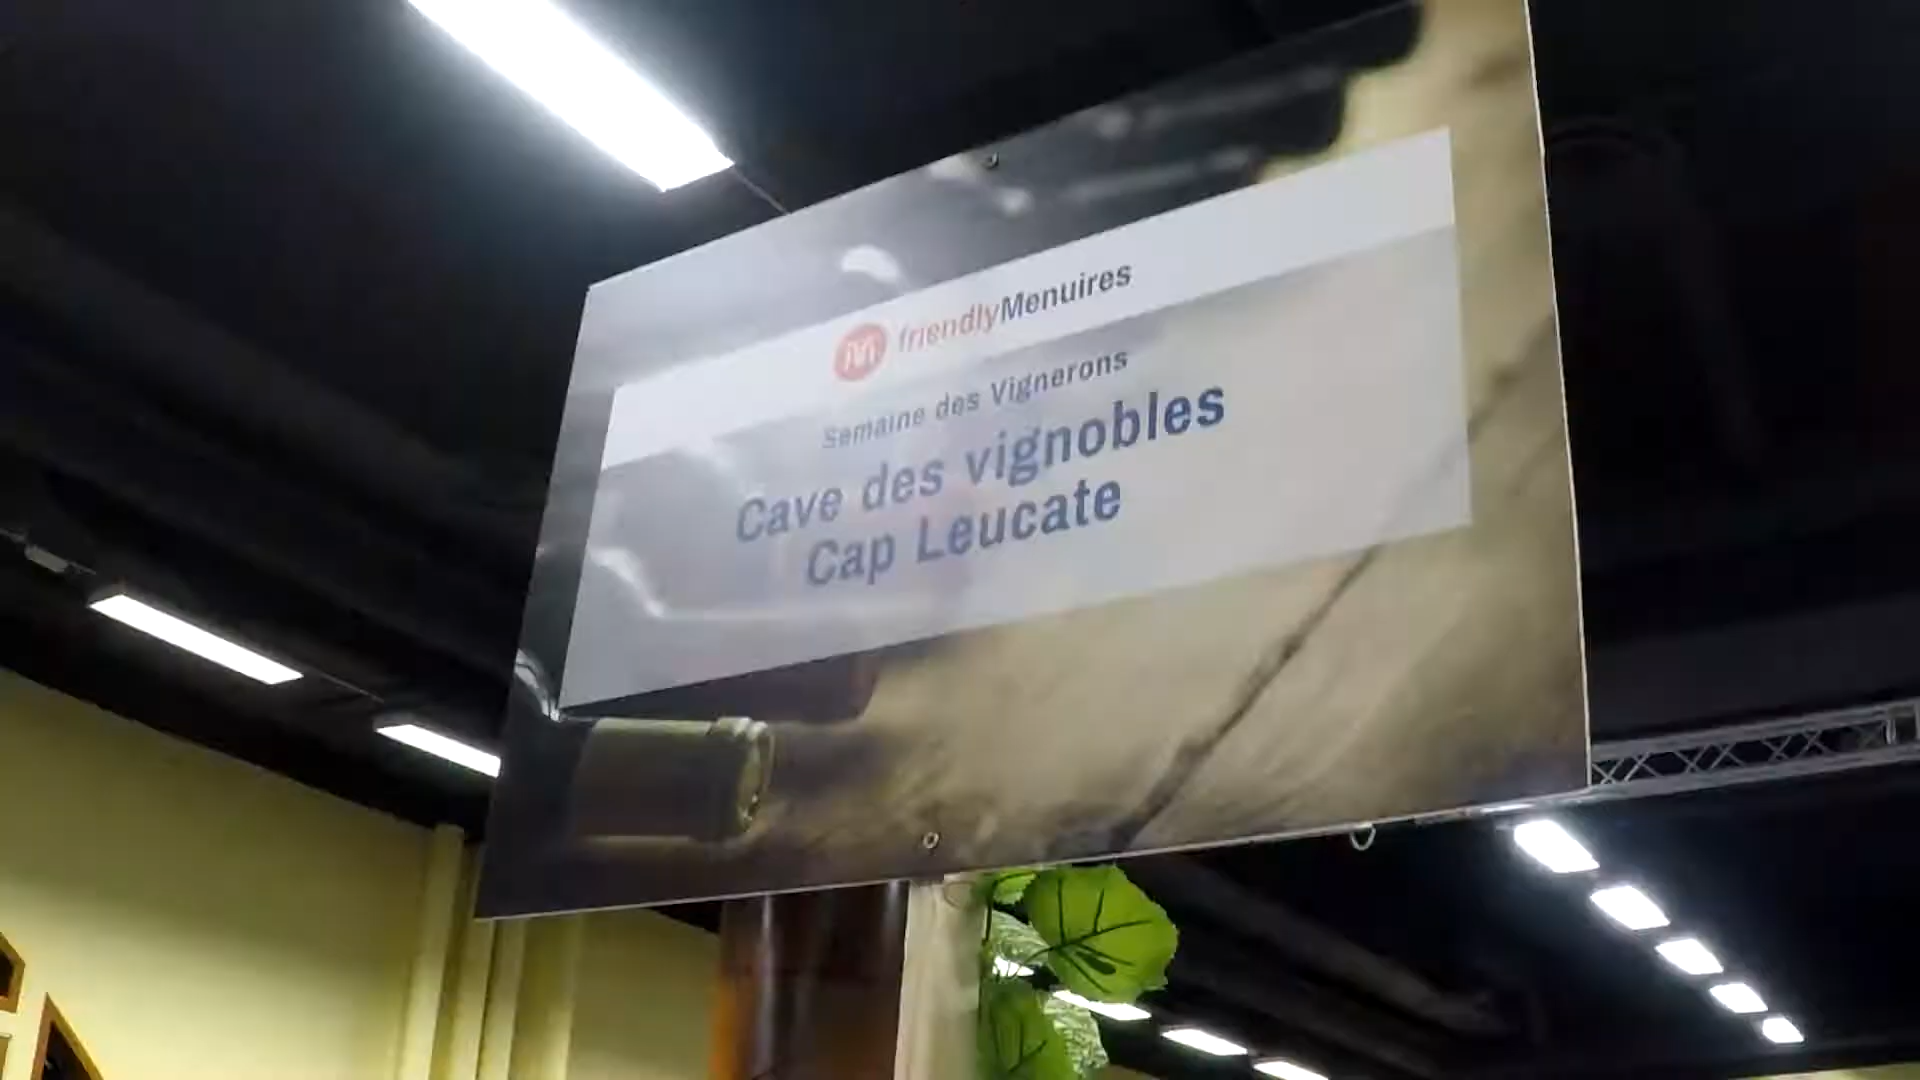 friendlyMenuires
Semaine des Vignerons
Cave des vignobles
Cap Leucate